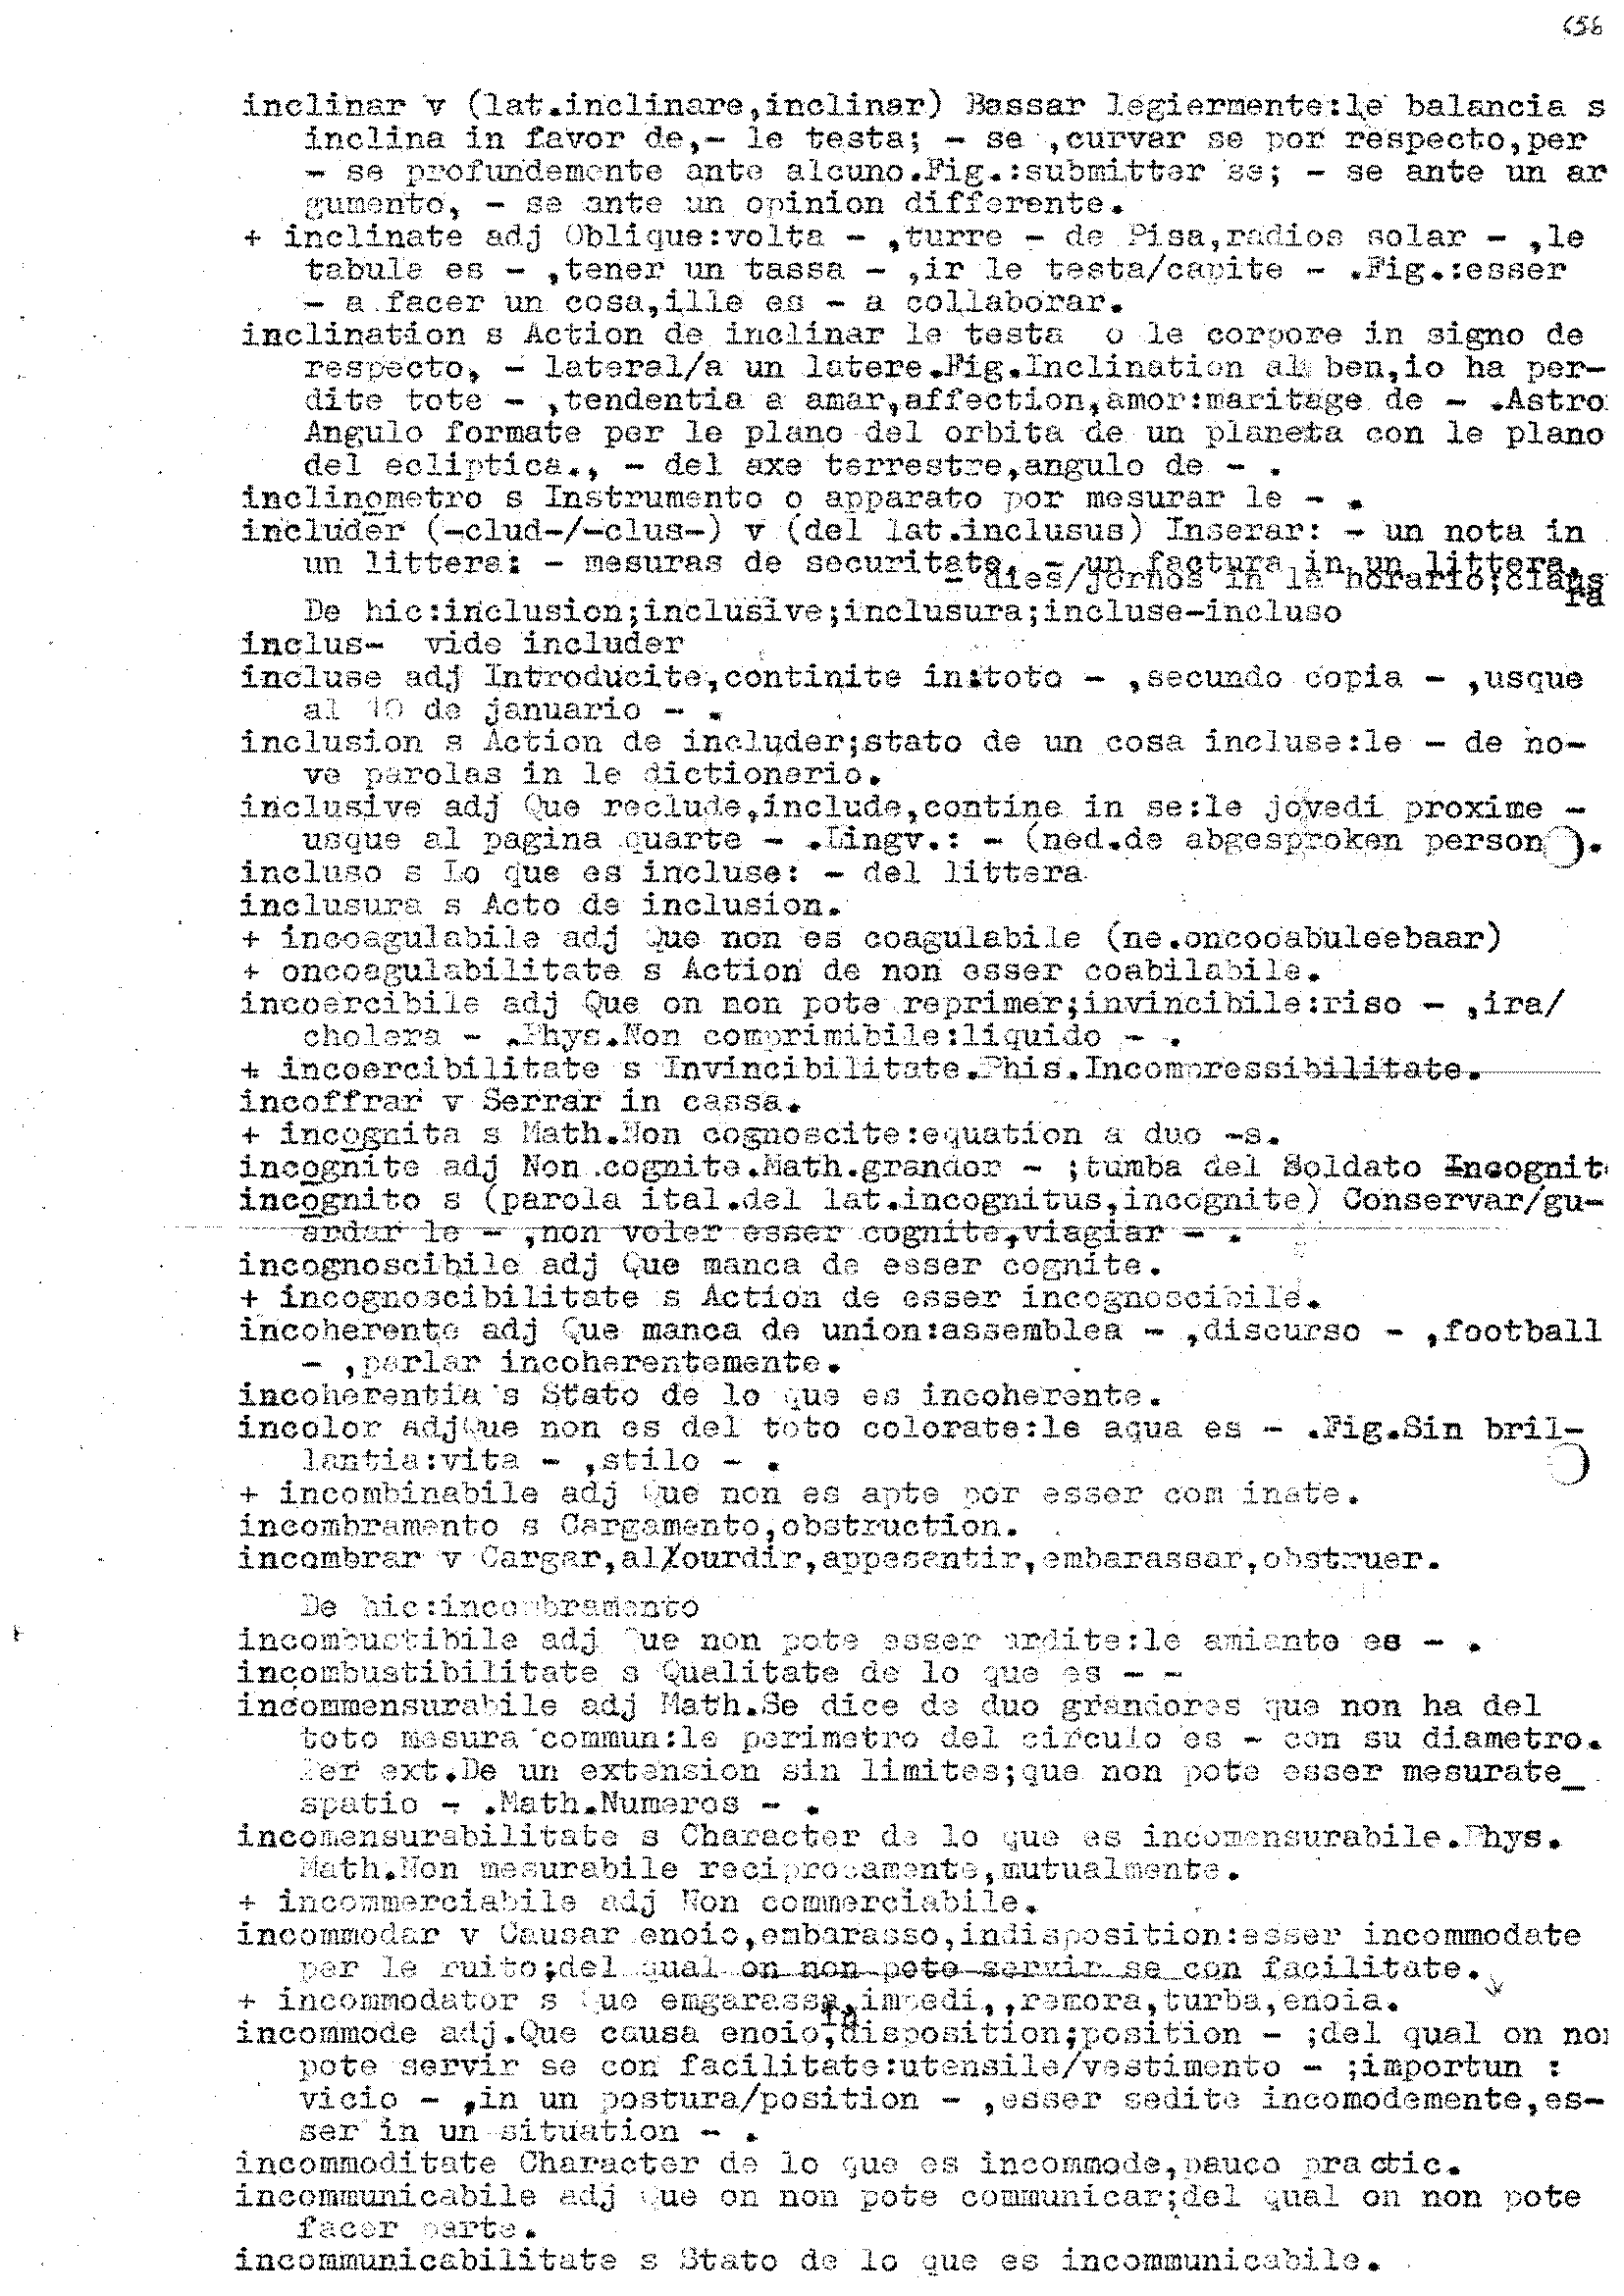 656
inclinar v (lat.inclinare,inclinar) Bassar legiermente:le balancia s
inclina in favor de,- le testa; - se ,curvar se por respecto,per
- se profundemente ante alcuno.Fig.:submitter se; - se ante un ar
gumento, - se ante un opinion differente.
+ inclinate adj Oblique:volta - ,turre - de Pisa,radios solar - ,le
tabula es - ,tener un tassa - ,ir le testa/capite - .Fig.:esser
- a facer un cosa,ille es - a collaborar.
inclination s Action de inclinar le testa o le corpore in signo de
respecto, - lateral/a un latere.Fig.Inclination al ben,io ha per-
dite tote - ,tendentia a amar,affection,amor:maritage de - .Astro
Angulo formate per le plano del orbita de un planeta con le plano
del ecliptica., - del axe terrestre,angulo de - .
inclinometro s Instrumento o apparato por mesurar le - .
includer (-clud-/-clus-) v (del lat.inclusus) Inserar: - un nota in
un littera: - mesuras de securitate, - un factura in un littera,
- dies/jornos in le horario;claus
ra
De hic:inclusion;inclusive;inclusura;incluse-incluso
inclus- vide includer
incluse adj Introducite,continite in:toto - ,secundo copia - ,usque
al 10 de januario - .
inclusion s Action de includer;stato de un cosa incluse:le - de no-
ve parolas in le dictionario.
inclusive adj Que reclude,include,contine in se:le jovedi proxime -
usque al pagina quarte - .Lingv.: - (ned.de abgesproken person ).
incluso s Lo que es incluse: - del littera
inclusura s Acto de inclusion.
+ incoagulabile adj Que non es coagulabile (ne.oncooabuleebaar)
+ oncoagulabilitate s Action de non esser coabilabile.
incoercibile adj Que on non pote reprimer;invincibile:riso - ,ira/
cholera - .Phys.Non comprimibile:liquido - .
+ incoercibilitate s Invincibilitate.Phis.Incompressibilitate.
incoffrar v Serrar in cassa.
+ incognita s Math.Non cognoscite:equation a duo -s.
incognite adj Non cognite.Math.grandor - ;tumba del Soldato Incognit
incognito s (parola ital.del lat.incognitus,incognite) Conservar/gu-
ardar le - ,non voler esser cognite,viagiar - .
incognoscibile adj Que manca de esser cognite.
+ incognoscibilitate s Action de esser incognoscibile.
incoherente adj Que manca de union:assemblea - ,discurso - ,football
- ,parlar incoherentemente.
incoherentia s Stato de lo que es incoherente.
incolor adjQue non es del toto colorate:le aqua es - .Fig.Sin bril-
lantia:vita - ,stilo - .
+ incombinabile adj Que non es apte por esser com inate.
incombramento s Cargamento,obstruction.
incombrar v Cargar,al/ourdir,appesantir,embarassar,obstruer.
De hic:incombramento
incombustibile adj Que non pote esser ardite:le amianto es - .
incombustibilitate s Qualitate de lo que es - -
incommensurabile adj Math.Se dice de duo grandores que non ha del
toto mesura commun:le perimetro del circulo es - con su diametro.
Per ext.De un extension sin limites;que non pote esser mesurate_
spatio - .Math.Numeros - .
incomensurabilitate s Character de lo que es incomensurabile.Phys.
Math.Non mesurabile reciprocamente,mutualmente.
+ incommerciabile adj Non commerciabile.
incommodar v Causar enoio,embarasso,indisposition:esser incommodate
per le ruito;del qual on non pote servir se con facilitate.
+ incommodator s Que emgarassa,impedi,,remora,turba,enoia.
in
incommode adj.Que causa enoio,disposition;position - ;del qual on no
pote servir se con facilitate:utensile/vestimento - ;importun :
vicio - ,in un postura/position - ,esser sedite incomodemente,es-
ser in un situation - .
incommoditate Character de lo que es incommode,pauco practic.
incommunicabile adj Que on non pote communicar;del qual on non pote
facer parte.
incommunicabilitate s Stato de lo que es incommunicabile.